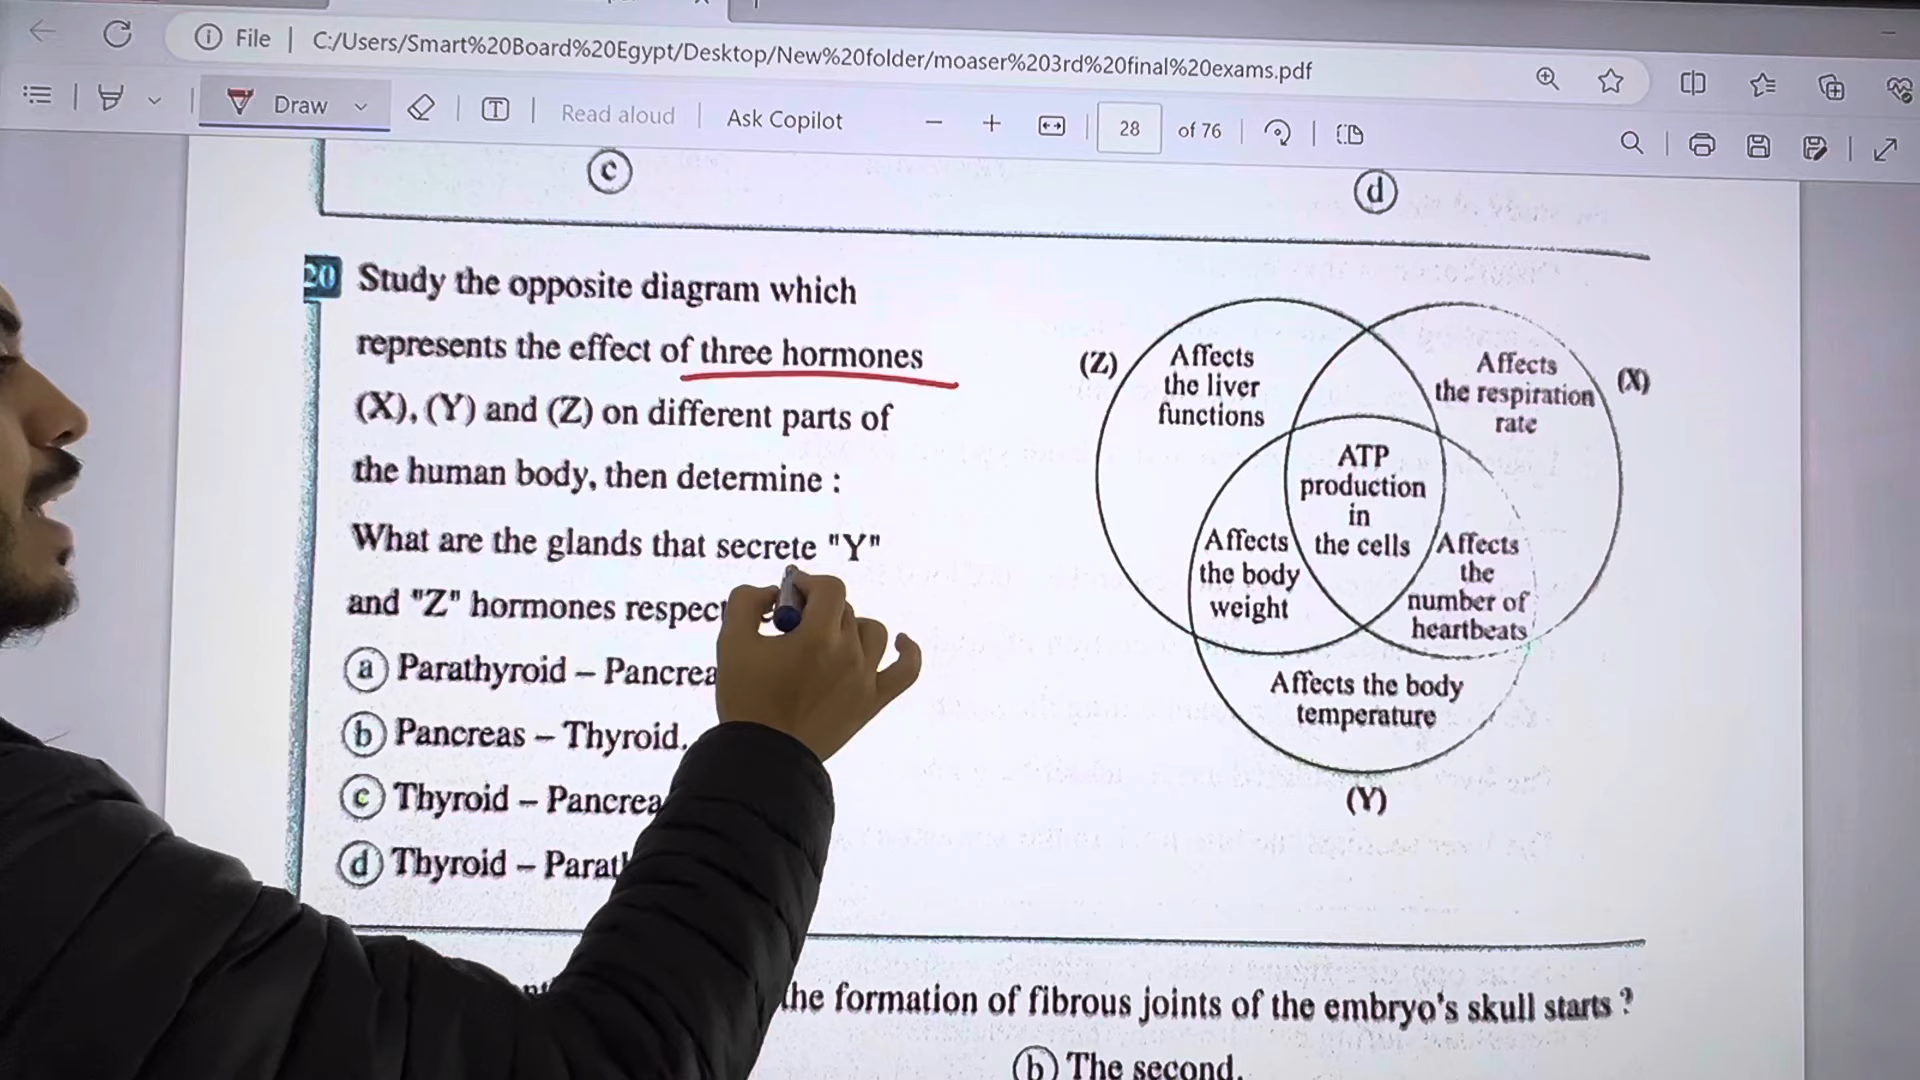 File | C:/Users/Smart%20Board%20Egypt/Desktop/New%20folder/moaser%203rd%20final%20exams.pdf
Draw
Read aloud
Ask Copilot
28
of 76
c
d
20 Study the opposite diagram which
represents the effect of three hormones
(X), (Y) and (Z) on different parts of
the human body, then determine :
What are the glands that secrete "Y"
and "Z" hormones
a Parathyroid –
b Pancreas – Thyroid.
c Thyroid –
d Thyroid –
(Z)
Affects
the liver
functions
Affects
the respiration
rate
(X)
ATP
production
in
the cells
Affects
the body
weight
Affects
the
number of
heartbeats
Affects the body
temperature
(Y)
the formation of fibrous joints of the embryo's skull starts ?
b The second.